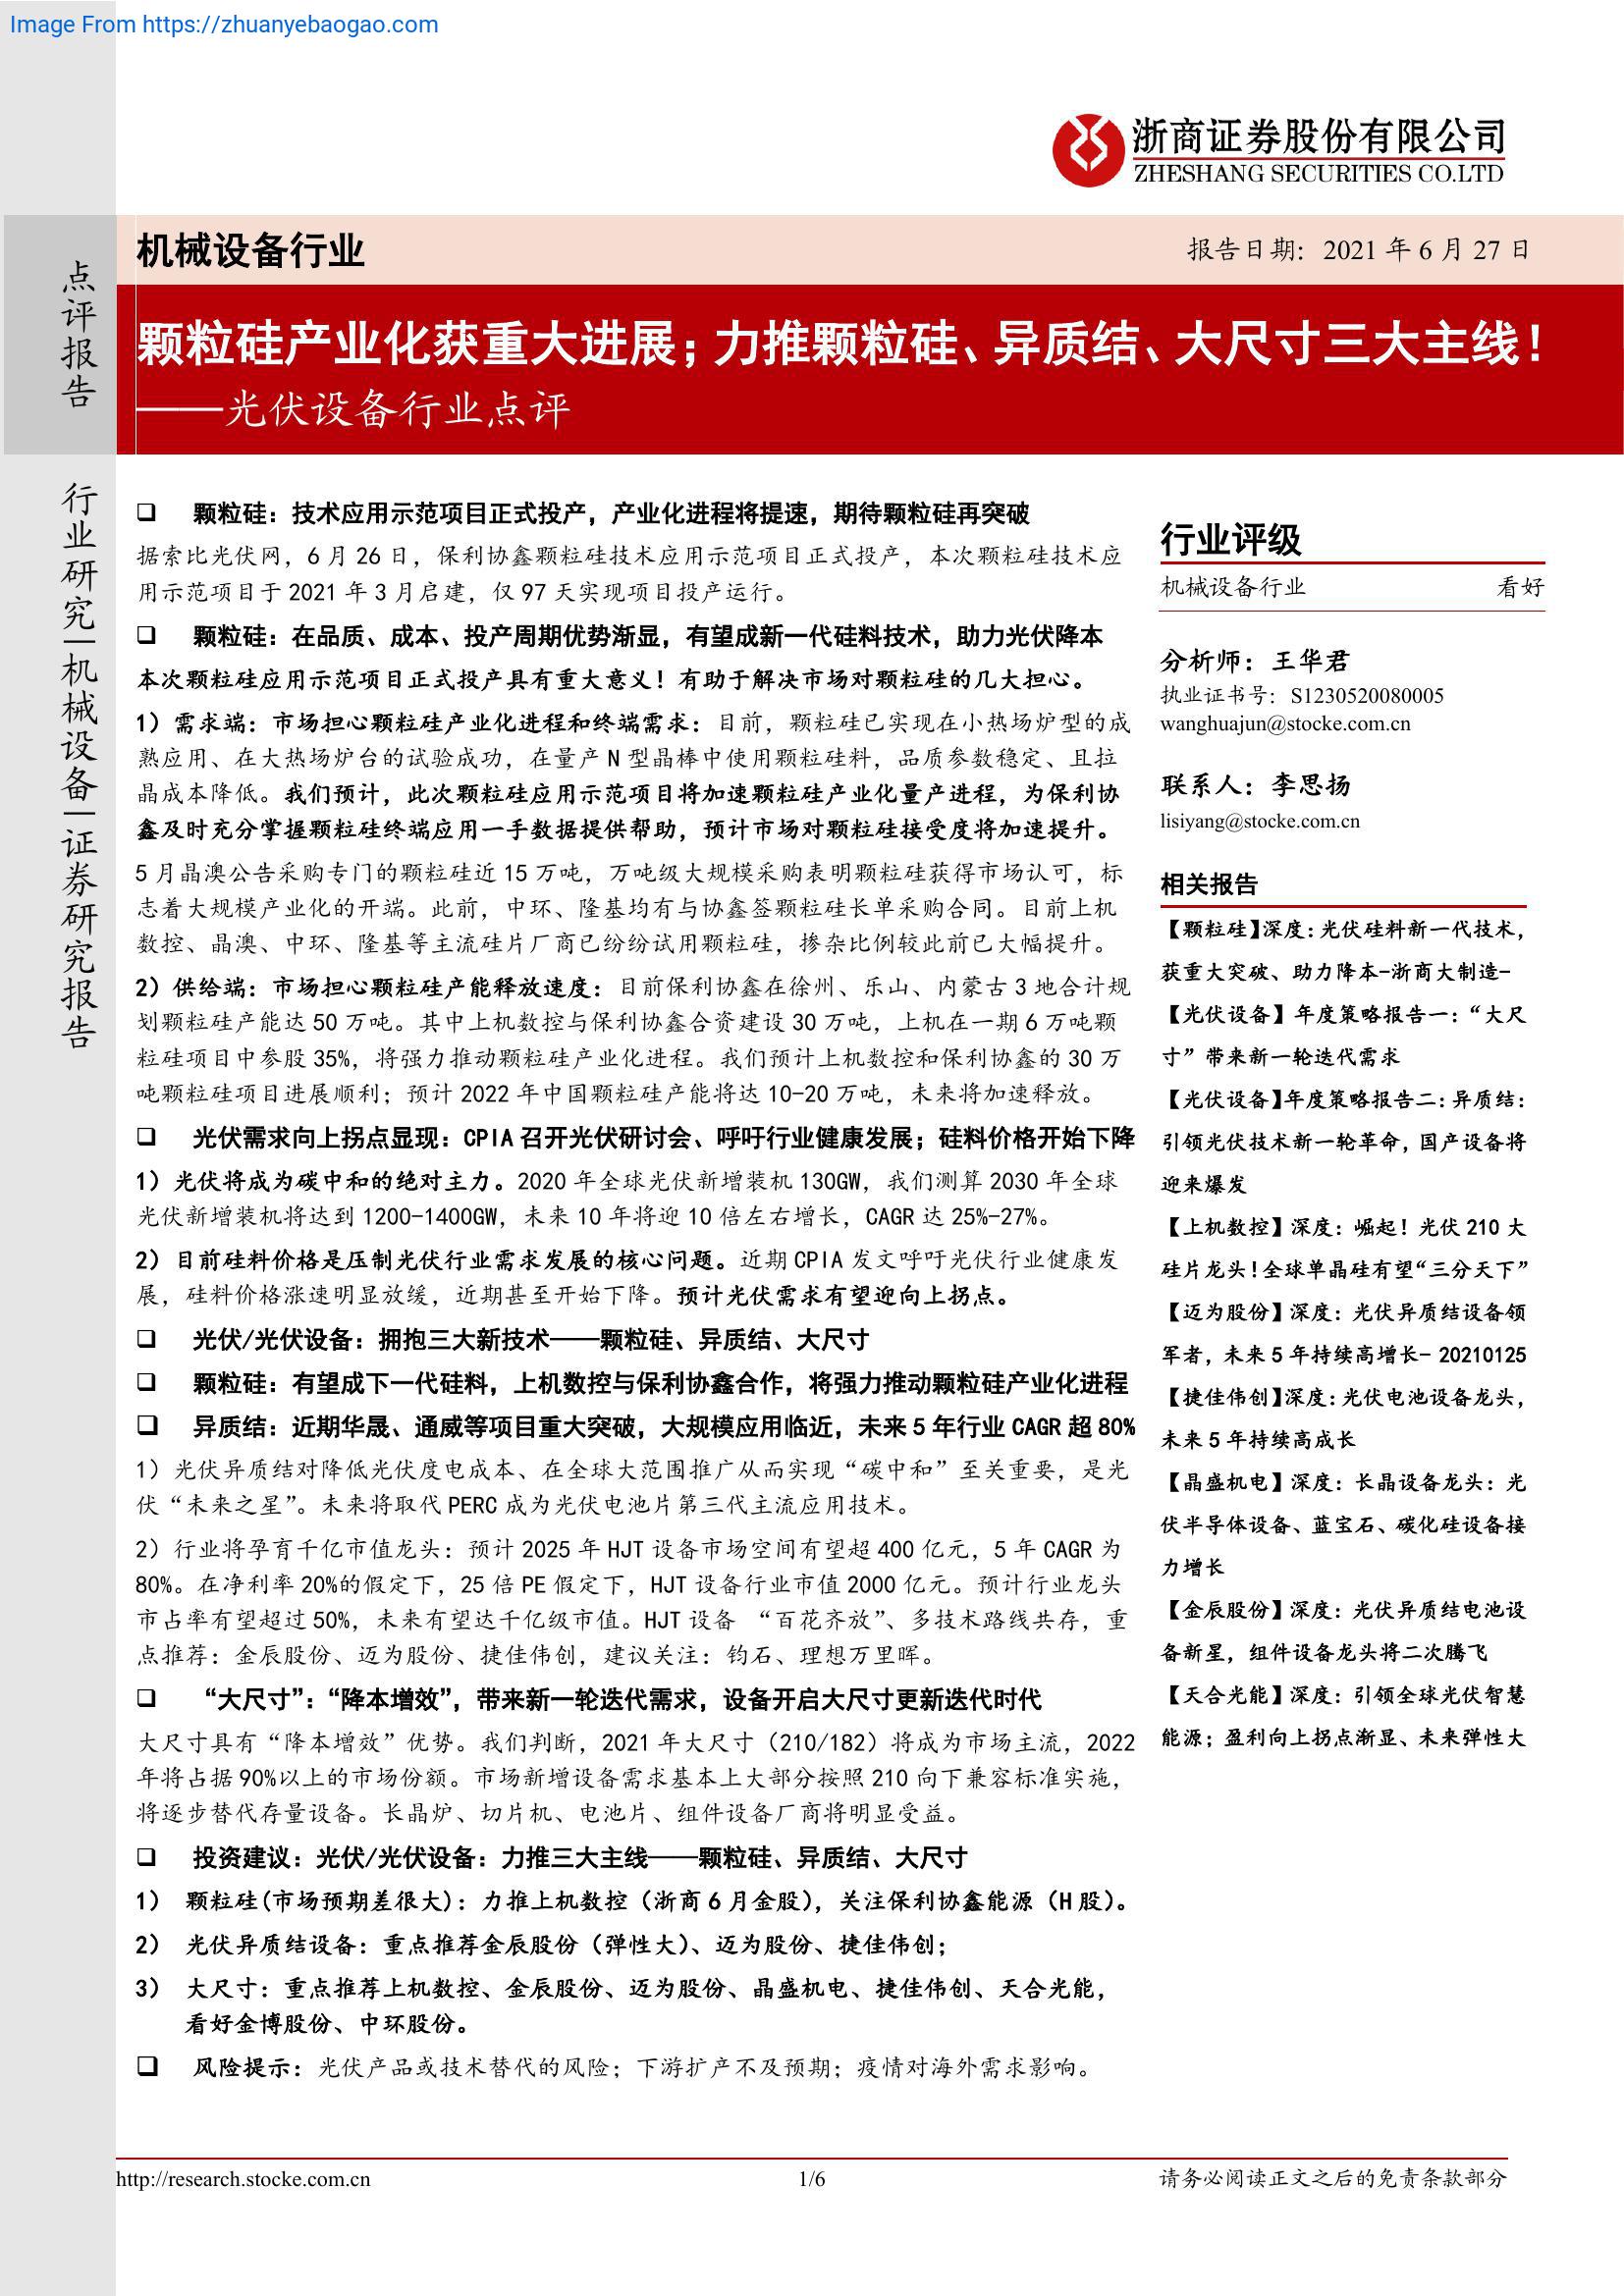 Image From https://zhuanyebaogao.com
浙商证券股份有限公司
ZHESHANG SECURITIES CO.LTD
点评报告
行业研究|机械设备|证券研究报告
机械设备行业
报告日期：2021 年 6 月 27 日
颗粒硅产业化获重大进展；力推颗粒硅、异质结、大尺寸三大主线！
——光伏设备行业点评
❑ 颗粒硅：技术应用示范项目正式投产，产业化进程将提速，期待颗粒硅再突破
据索比光伏网，6 月 26 日，保利协鑫颗粒硅技术应用示范项目正式投产，本次颗粒硅技术应
用示范项目于 2021 年 3 月启建，仅 97 天实现项目投产运行。
❑ 颗粒硅：在品质、成本、投产周期优势渐显，有望成新一代硅料技术，助力光伏降本
本次颗粒硅应用示范项目正式投产具有重大意义！有助于解决市场对颗粒硅的几大担心。
1）需求端：市场担心颗粒硅产业化进程和终端需求：目前，颗粒硅已实现在小热场炉型的成
熟应用、在大热场炉台的试验成功，在量产 N 型晶棒中使用颗粒硅料，品质参数稳定、且拉
晶成本降低。我们预计，此次颗粒硅应用示范项目将加速颗粒硅产业化量产进程，为保利协
鑫及时充分掌握颗粒硅终端应用一手数据提供帮助，预计市场对颗粒硅接受度将加速提升。
5 月晶澳公告采购专门的颗粒硅近 15 万吨，万吨级大规模采购表明颗粒硅获得市场认可，标
志着大规模产业化的开端。此前，中环、隆基均有与协鑫签颗粒硅长单采购合同。目前上机
数控、晶澳、中环、隆基等主流硅片厂商已纷纷试用颗粒硅，掺杂比例较此前已大幅提升。
2）供给端：市场担心颗粒硅产能释放速度：目前保利协鑫在徐州、乐山、内蒙古 3 地合计规
划颗粒硅产能达 50 万吨。其中上机数控与保利协鑫合资建设 30 万吨，上机在一期 6 万吨颗
粒硅项目中参股 35%，将强力推动颗粒硅产业化进程。我们预计上机数控和保利协鑫的 30 万
吨颗粒硅项目进展顺利；预计 2022 年中国颗粒硅产能将达 10-20 万吨，未来将加速释放。
❑ 光伏需求向上拐点显现：CPIA 召开光伏研讨会、呼吁行业健康发展；硅料价格开始下降
1）光伏将成为碳中和的绝对主力。2020 年全球光伏新增装机 130GW，我们测算 2030 年全球
光伏新增装机将达到 1200-1400GW，未来 10 年将迎 10 倍左右增长，CAGR 达 25%-27%。
2）目前硅料价格是压制光伏行业需求发展的核心问题。近期 CPIA 发文呼吁光伏行业健康发
展，硅料价格涨速明显放缓，近期甚至开始下降。预计光伏需求有望迎向上拐点。
❑ 光伏/光伏设备：拥抱三大新技术——颗粒硅、异质结、大尺寸
❑ 颗粒硅：有望成下一代硅料，上机数控与保利协鑫合作，将强力推动颗粒硅产业化进程
❑ 异质结：近期华晟、通威等项目重大突破，大规模应用临近，未来 5 年行业 CAGR 超 80%
1）光伏异质结对降低光伏度电成本、在全球大范围推广从而实现“碳中和”至关重要，是光
伏“未来之星”。未来将取代 PERC 成为光伏电池片第三代主流应用技术。
2）行业将孕育千亿市值龙头：预计 2025 年 HJT 设备市场空间有望超 400 亿元，5 年 CAGR 为
80%。在净利率 20%的假定下，25 倍 PE 假定下，HJT 设备行业市值 2000 亿元。预计行业龙头
市占率有望超过 50%，未来有望达千亿级市值。HJT 设备 “百花齐放”、多技术路线共存，重
点推荐：金辰股份、迈为股份、捷佳伟创，建议关注：钧石、理想万里晖。
❑ “大尺寸”：“降本增效”，带来新一轮迭代需求，设备开启大尺寸更新迭代时代
大尺寸具有“降本增效”优势。我们判断，2021 年大尺寸（210/182）将成为市场主流，2022
年将占据 90%以上的市场份额。市场新增设备需求基本上大部分按照 210 向下兼容标准实施，
将逐步替代存量设备。长晶炉、切片机、电池片、组件设备厂商将明显受益。
❑ 投资建议：光伏/光伏设备：力推三大主线——颗粒硅、异质结、大尺寸
1） 颗粒硅(市场预期差很大)：力推上机数控（浙商 6 月金股），关注保利协鑫能源（H 股）。
2） 光伏异质结设备：重点推荐金辰股份（弹性大）、迈为股份、捷佳伟创；
3） 大尺寸：重点推荐上机数控、金辰股份、迈为股份、晶盛机电、捷佳伟创、天合光能，
看好金博股份、中环股份。
❑ 风险提示：光伏产品或技术替代的风险；下游扩产不及预期；疫情对海外需求影响。
行业评级
机械设备行业 看好
分析师：王华君
执业证书号：S1230520080005
wanghuajun@stocke.com.cn
联系人：李思扬
lisiyang@stocke.com.cn
相关报告
【颗粒硅】深度：光伏硅料新一代技术，
获重大突破、助力降本-浙商大制造-
【光伏设备】年度策略报告一：“大尺
寸”带来新一轮迭代需求
【光伏设备】年度策略报告二：异质结：
引领光伏技术新一轮革命，国产设备将
迎来爆发
【上机数控】深度：崛起！光伏 210 大
硅片龙头！全球单晶硅有望“三分天下”
【迈为股份】深度：光伏异质结设备领
军者，未来 5 年持续高增长- 20210125
【捷佳伟创】深度：光伏电池设备龙头，
未来 5 年持续高成长
【晶盛机电】深度：长晶设备龙头：光
伏半导体设备、蓝宝石、碳化硅设备接
力增长
【金辰股份】深度：光伏异质结电池设
备新星，组件设备龙头将二次腾飞
【天合光能】深度：引领全球光伏智慧
能源；盈利向上拐点渐显、未来弹性大
http://research.stocke.com.cn
1/6
请务必阅读正文之后的免责条款部分